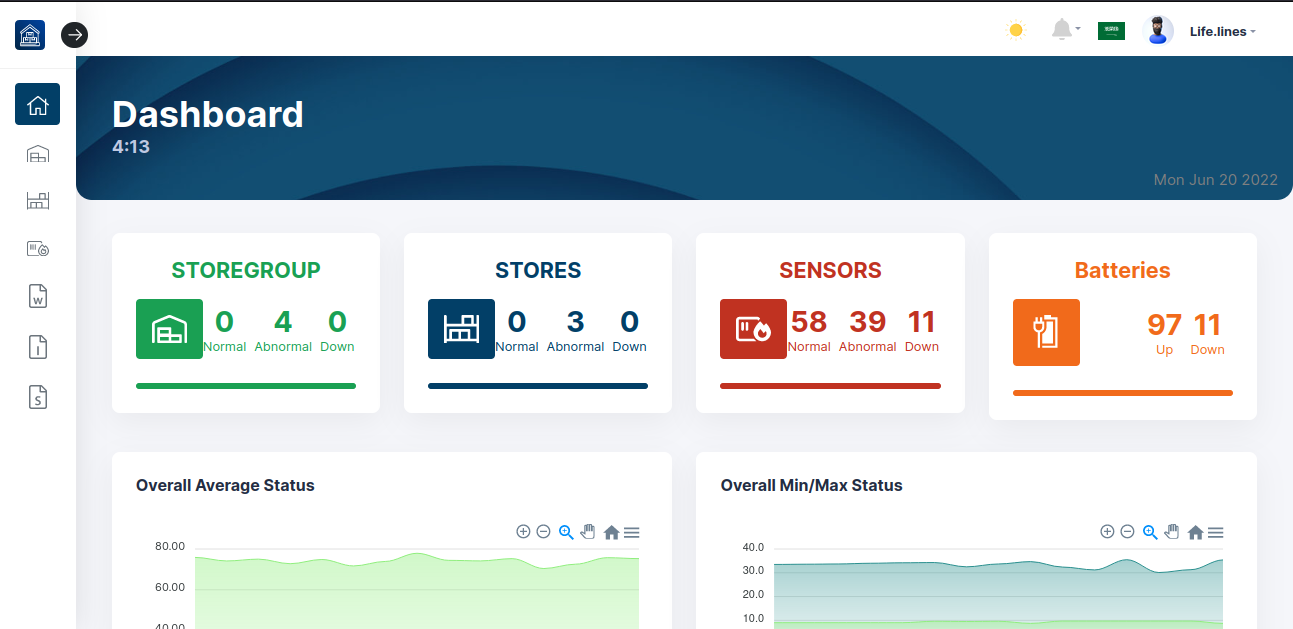 Life.lines
Dashboard
4:13
Mon Jun 20 2022
STOREGROUP
0 4 0
Normal Abnormal Down
STORES
0 3 0
Normal Abnormal Down
SENSORS
58 39 11
Normal Abnormal Down
Batteries
97 11
Up Down
W
I
S
Overall Average Status
80.00
60.00
40.00
Overall Min/Max Status
40.0
30.0
20.0
10.0